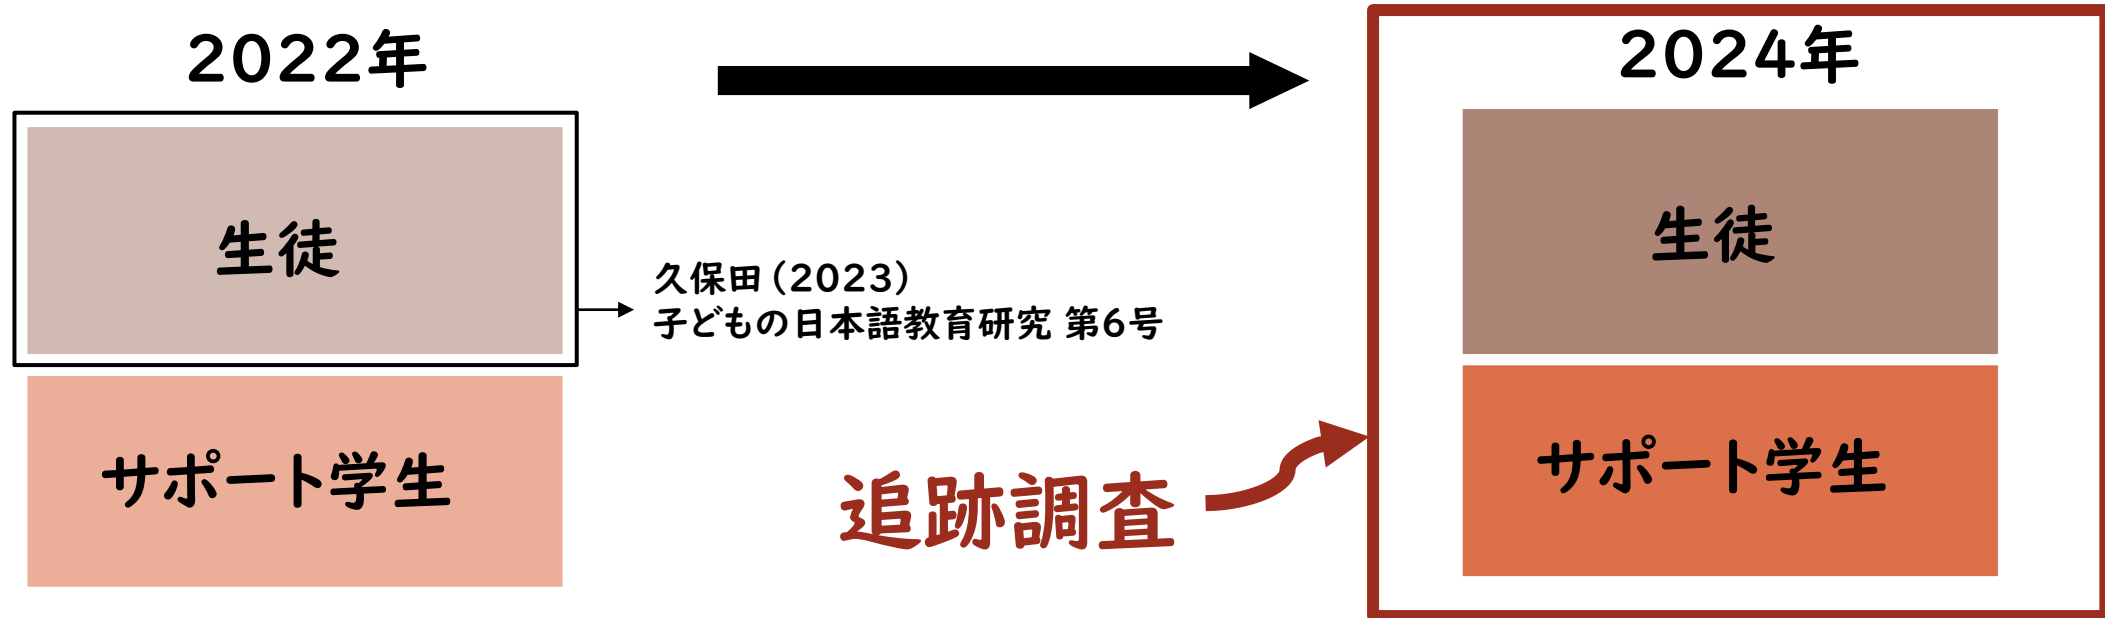 2022年
生徒
サポート学生
久保田（2023）
子どもの日本語教育研究 第6号
追跡調査
2024年
生徒
サポート学生